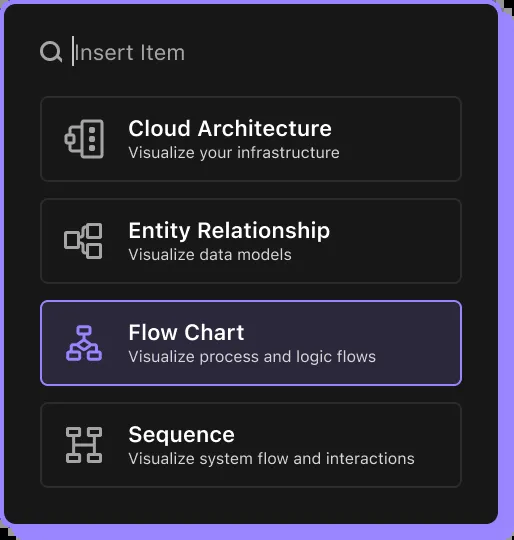 Insert Item
Cloud Architecture
Visualize your infrastructure
Entity Relationship
Visualize data models
Flow Chart
Visualize process and logic flows
Sequence
Visualize system flow and interactions